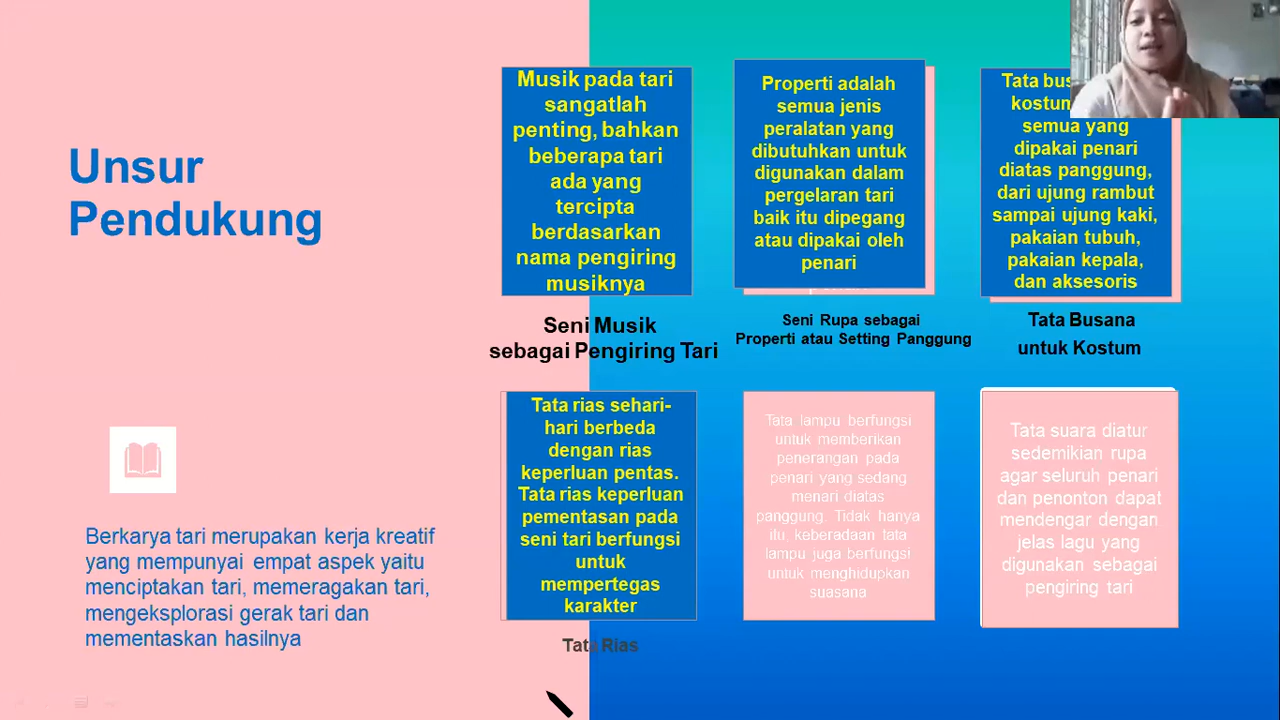 Unsur
Pendukung
Berkarya tari merupakan kerja kreatif
yang mempunyai empat aspek yaitu
menciptakan tari, memeragakan tari,
mengeksplorasi gerak tari dan
mementaskan hasilnya
Musik pada tari
sangatlah
penting, bahkan
beberapa tari
ada yang
tercipta
berdasarkan
nama pengiring
musiknya
Seni Musik
sebagai Pengiring Tari
Properti adalah
semua jenis
peralatan yang
dibutuhkan untuk
digunakan dalam
pergelaran tari
baik itu dipegang
atau dipakai oleh
penari
Seni Rupa sebagai
Properti atau Setting Panggung
Tata
semua yang
dipakai penari
diatas panggung,
dari ujung rambut
sampai ujung kaki,
pakaian tubuh,
pakaian kepala,
dan aksesoris
Tata Busana
untuk Kostum
Tata rias sehari-
hari berbeda
dengan rias
keperluan pentas.
Tata rias keperluan
pementasan pada
seni tari berfungsi
untuk
mempertegas
karakter
Tata Rias
Tata lampu berfungsi
untuk memberikan
penerangan pada
penari yang sedang
menari diatas
panggung. Tidak hanya
itu, keberadaan tata
lampu juga berfungsi
untuk menghidupkan
suasana
Tata suara diatur
sedemikian rupa
agar seluruh penari
dan penonton dapat
mendengar dengan
jelas lagu yang
digunakan sebagai
pengiring tari